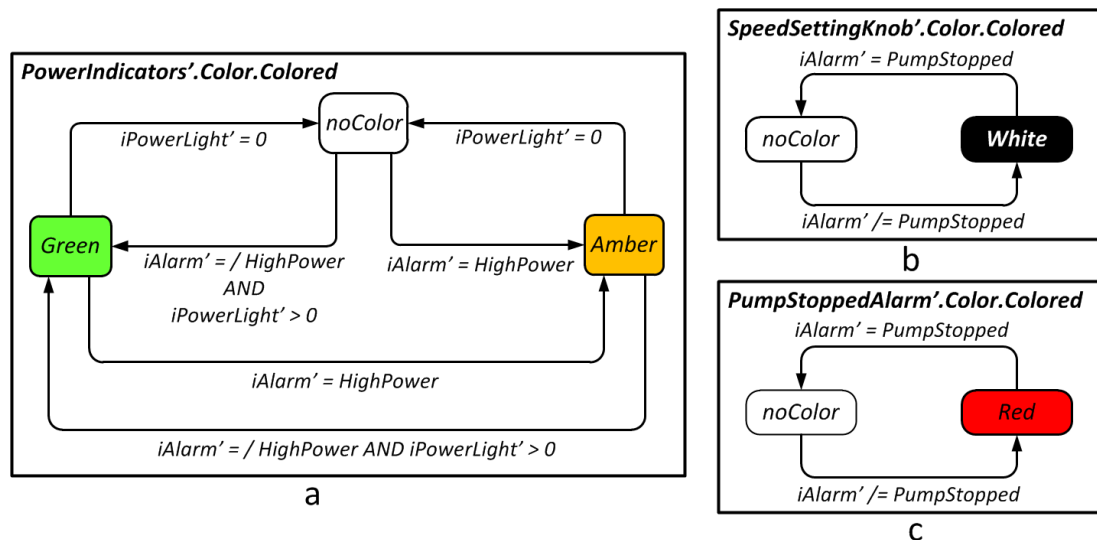 PowerIndicators’.Color.Colored
noColor
iPowerLight’ = 0
iPowerLight’ = 0
Green
Amber
iAlarm’ = / HighPower
AND
iPowerLight’ > 0
iAlarm’ = HighPower
iAlarm’ = HighPower
iAlarm’ = / HighPower AND iPowerLight’ > 0
a
SpeedSettingKnob’.Color.Colored
iAlarm’ = PumpStopped
noColor
White
iAlarm’ /= PumpStopped
b
PumpStoppedAlarm’.Color.Colored
iAlarm’ = PumpStopped
noColor
Red
iAlarm’ /= PumpStopped
c